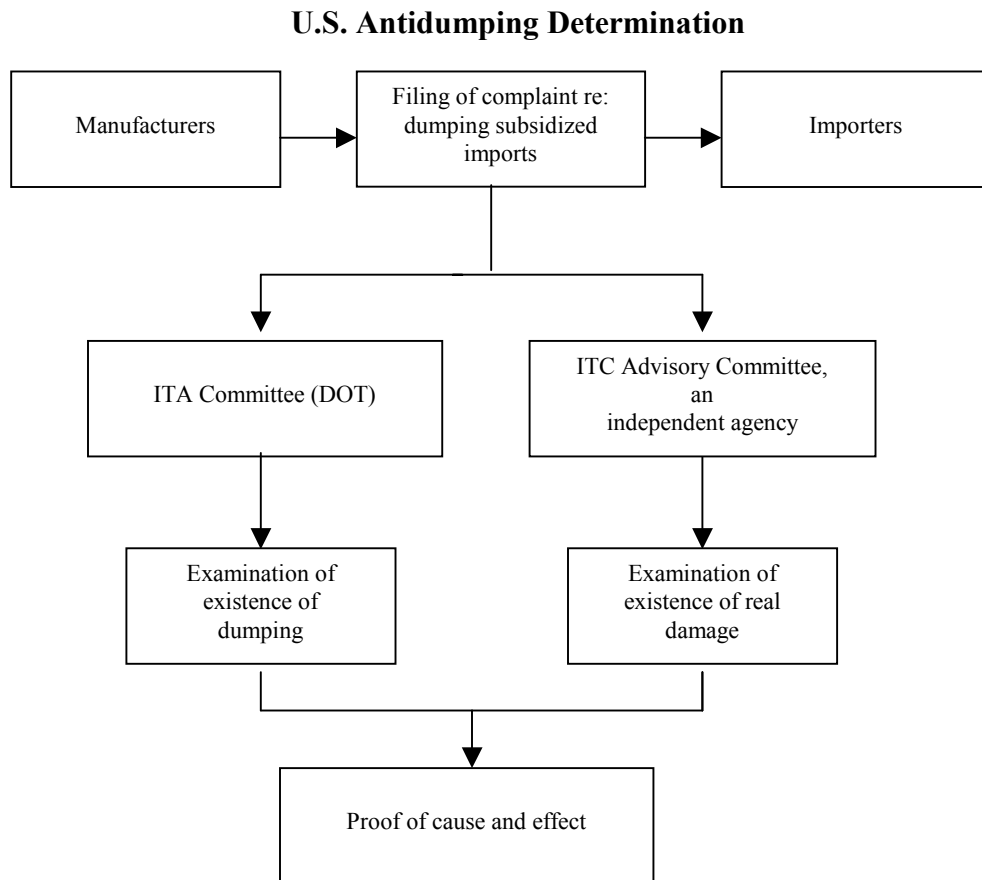 U.S. Antidumping Determination
Manufacturers
Filing of complaint re:
dumping subsidized
imports
Importers
ITA Committee (DOT)
ITC Advisory Committee,
an
independent agency
Examination of
existence of
dumping
Examination of
existence of real
damage
Proof of cause and effect